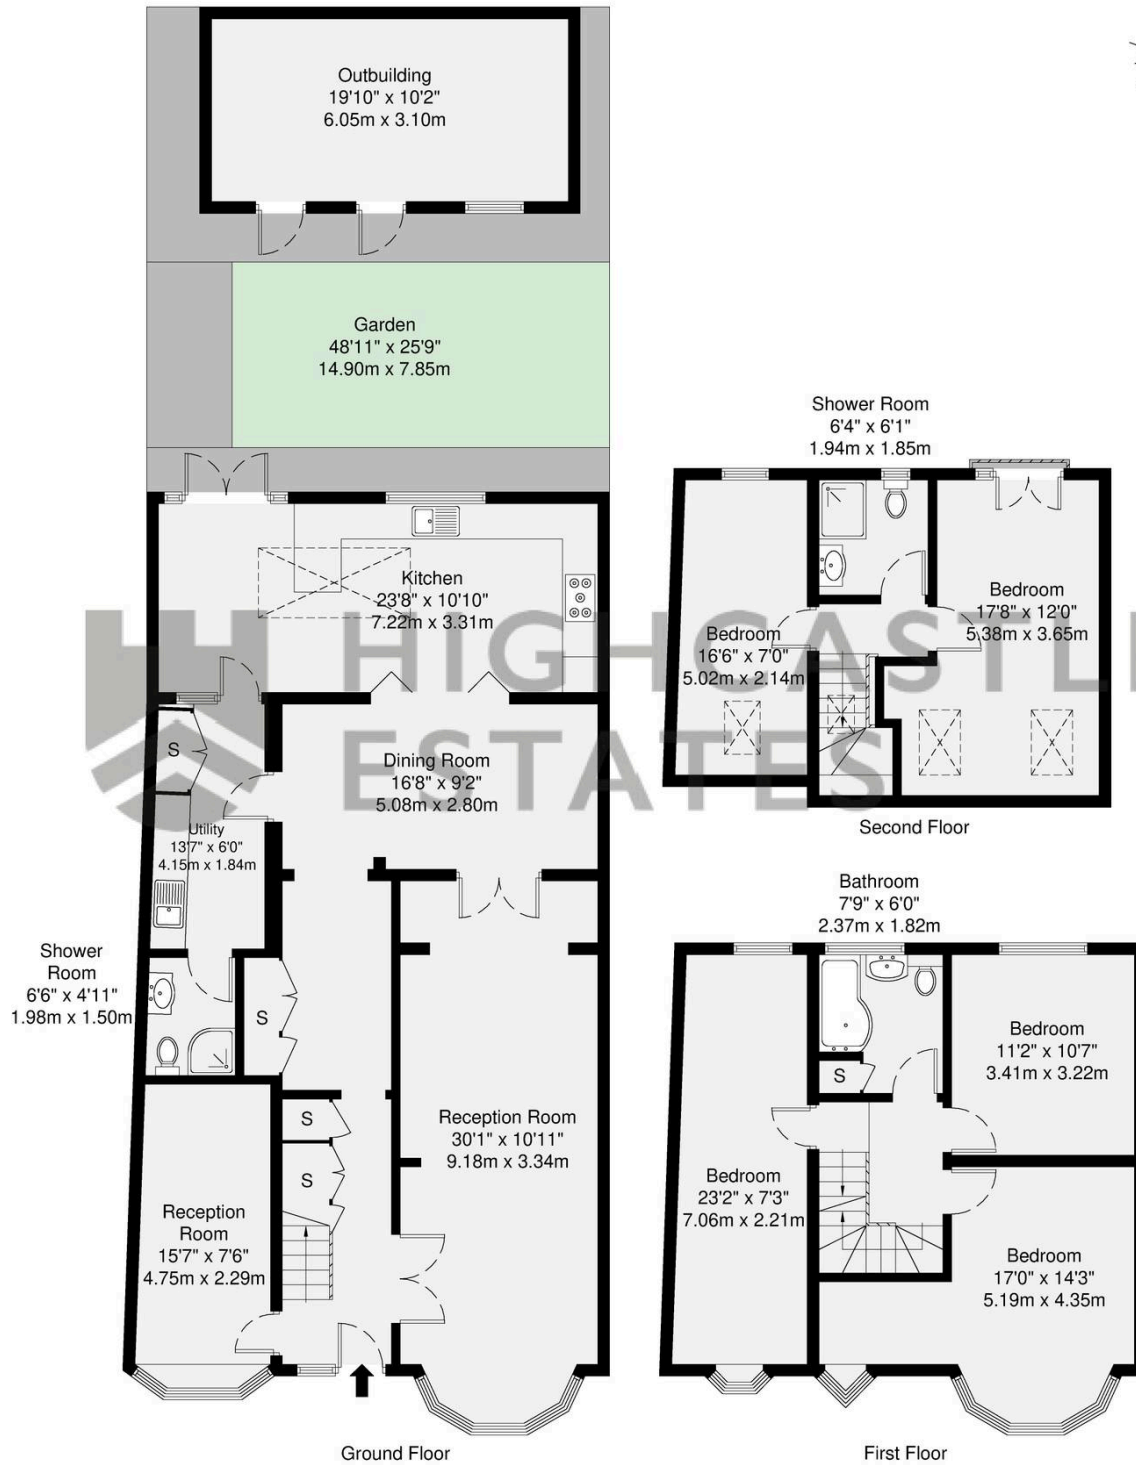 Outbuilding
19'10" x 10'2"
6.05m x 3.10m
Garden
48'11" x 25'9"
14.90m x 7.85m
Kitchen
23'8" x 10'10"
7.22m x 3.31m
Dining Room
16'8" x 9'2"
5.08m x 2.80m
S
Utility
13'7" x 6'0"
4.15m x 1.84m
Shower
Room
6'6" x 4'11"
1.98m x 1.50m
S
S
S
Reception Room
30'1" x 10'11"
9.18m x 3.34m
Reception
Room
15'7" x 7'6"
4.75m x 2.29m
Ground Floor
Shower Room
6'4" x 6'1"
1.94m x 1.85m
Bedroom
17'8" x 12'0"
5.38m x 3.65m
Bedroom
16'6" x 7'0"
5.02m x 2.14m
Second Floor
Bathroom
7'9" x 6'0"
2.37m x 1.82m
Bedroom
11'2" x 10'7"
3.41m x 3.22m
S
Bedroom
23'2" x 7'3"
7.06m x 2.21m
Bedroom
17'0" x 14'3"
5.19m x 4.35m
First Floor
HIGHCASTLE
ESTATES